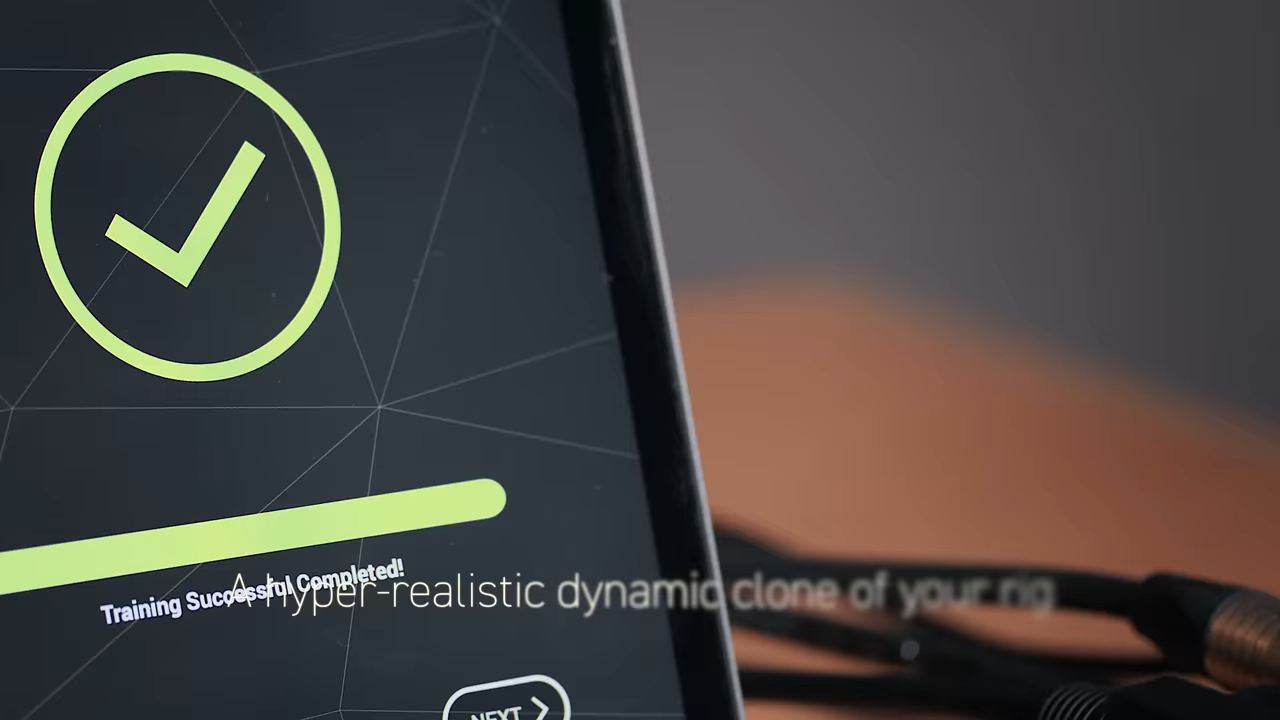 Training Successful Completed!
A hyper-realistic dynamic clone of your rig
NEXT